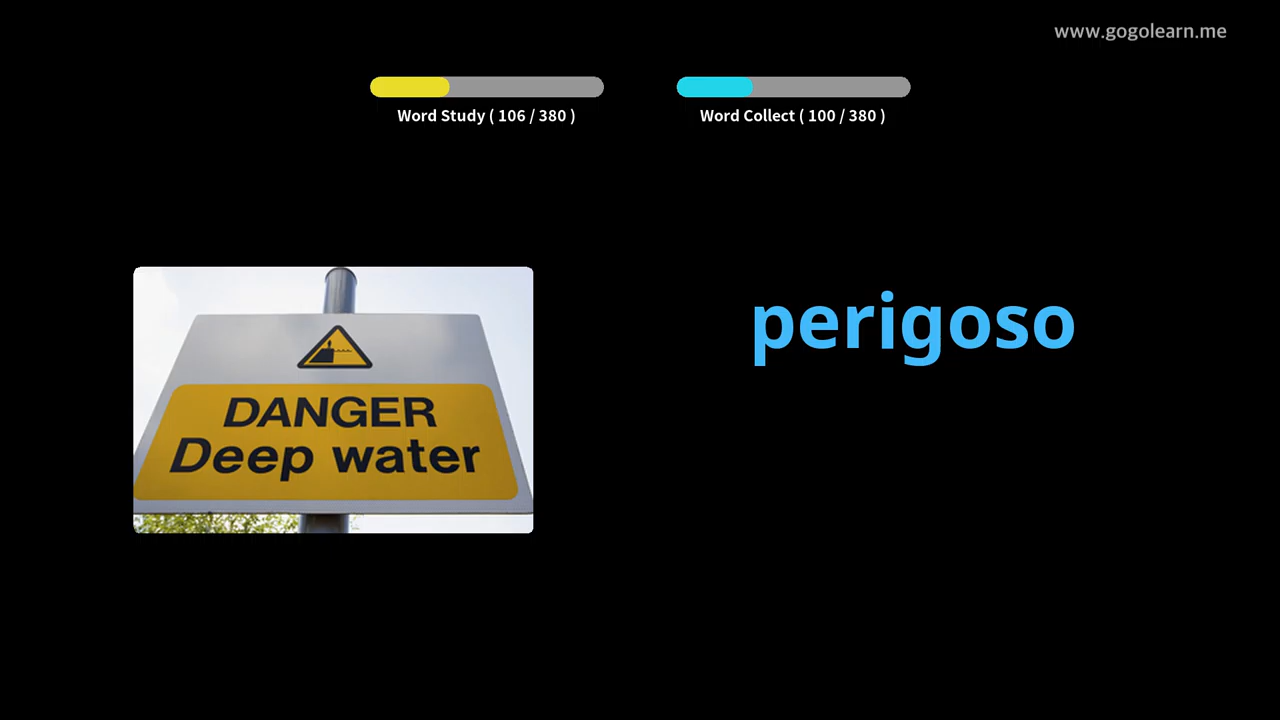 www.gogolearn.me
Word Study ( 106 / 380 )
Word Collect ( 100 / 380 )
DANGER
Deep water
perigoso